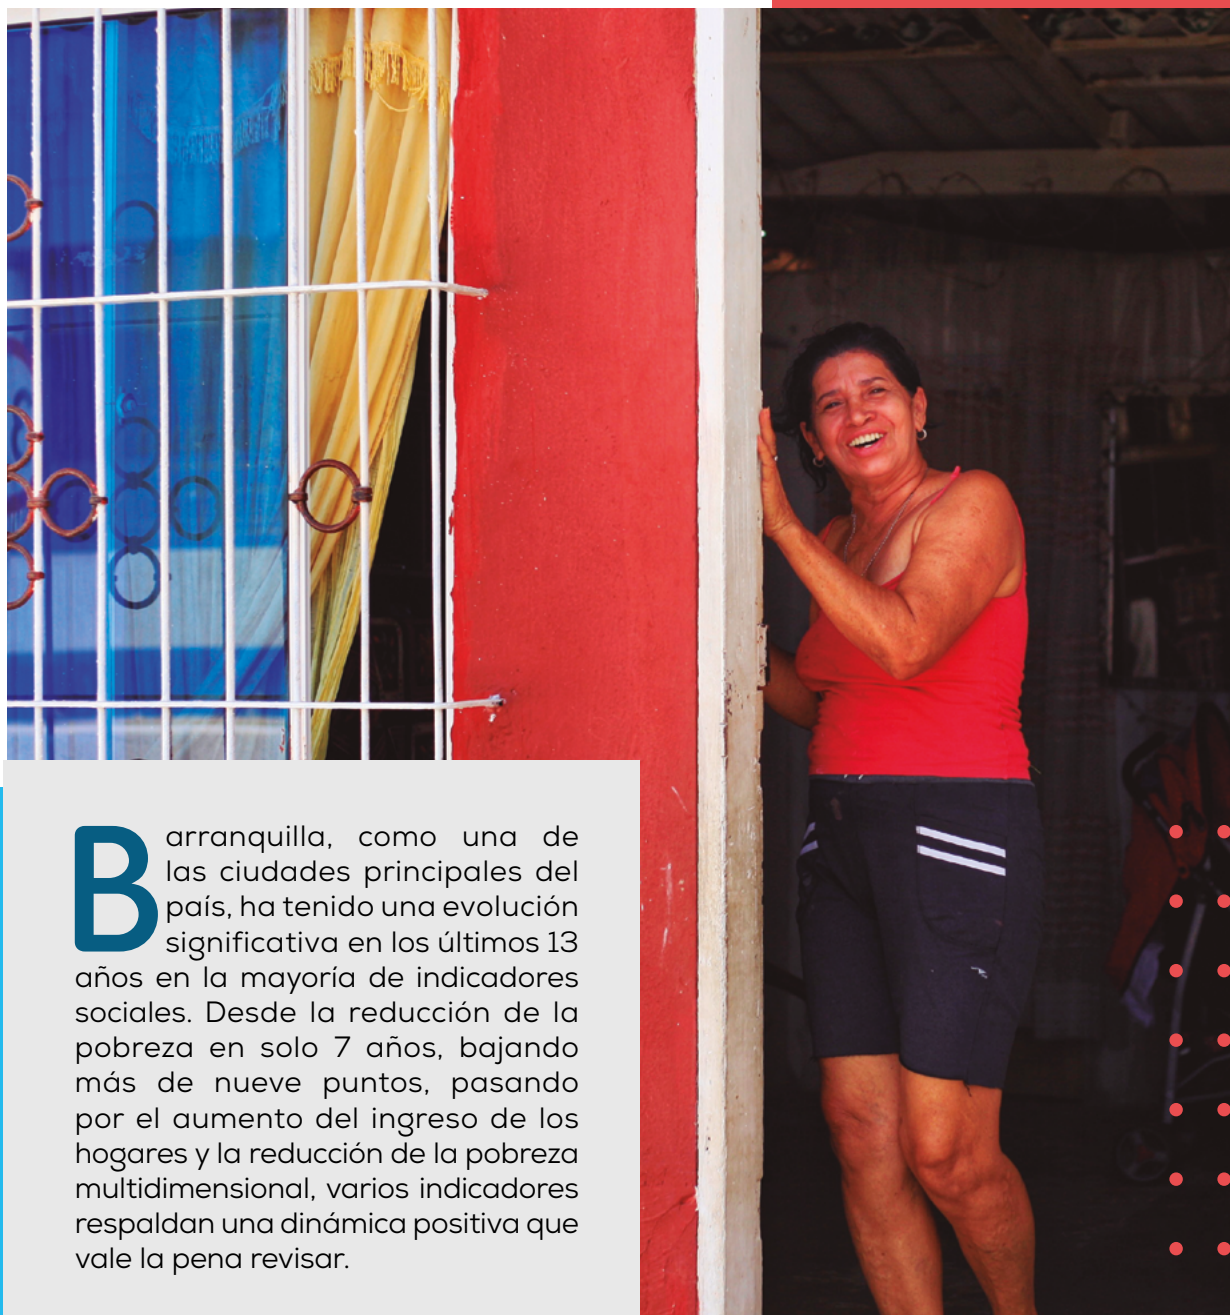 Barranquilla, como una de
las ciudades principales del
país, ha tenido una evolución
significativa en los últimos 13
años en la mayoría de indicadores
sociales. Desde la reducción de la
pobreza en solo 7 años, bajando
más de nueve puntos, pasando
por el aumento del ingreso de los
hogares y la reducción de la pobreza
multidimensional, varios indicadores
respaldan una dinámica positiva que
vale la pena revisar.